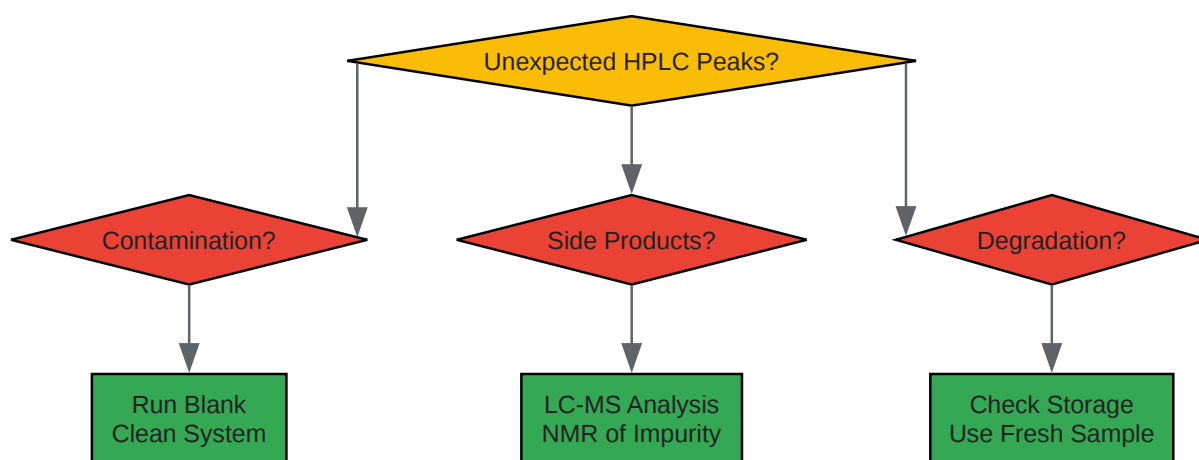 Unexpected HPLC Peaks?
Contamination?
Side Products?
Degradation?
Run Blank
Clean System
LC-MS Analysis
NMR of Impurity
Check Storage
Use Fresh Sample